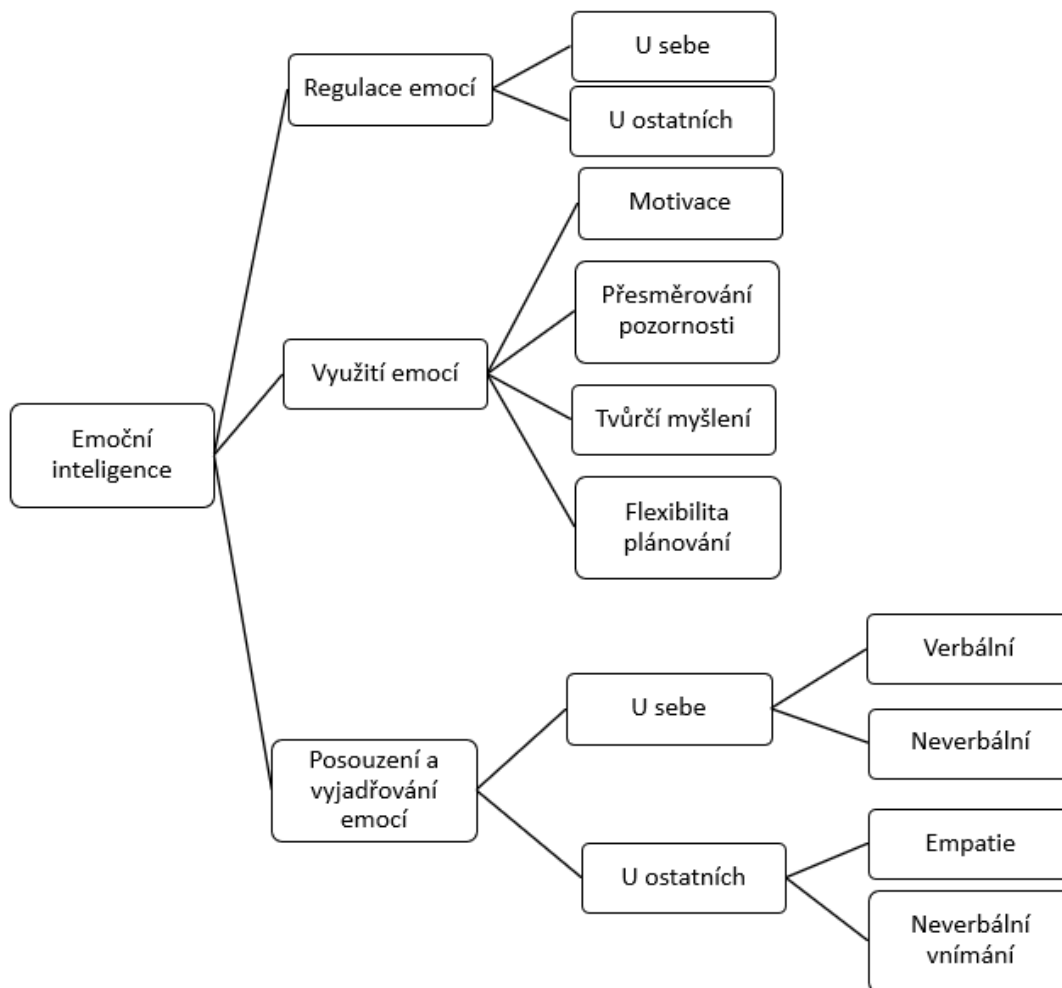 Emoční
inteligence
Regulace emocí
U sebe
U ostatních
Využití emocí
Motivace
Přesměrování
pozornosti
Tvůrčí myšlení
Flexibilita
plánování
Posouzení a
vyjadřování
emocí
U sebe
Verbální
Neverbální
U ostatních
Empatie
Neverbální
vnímání